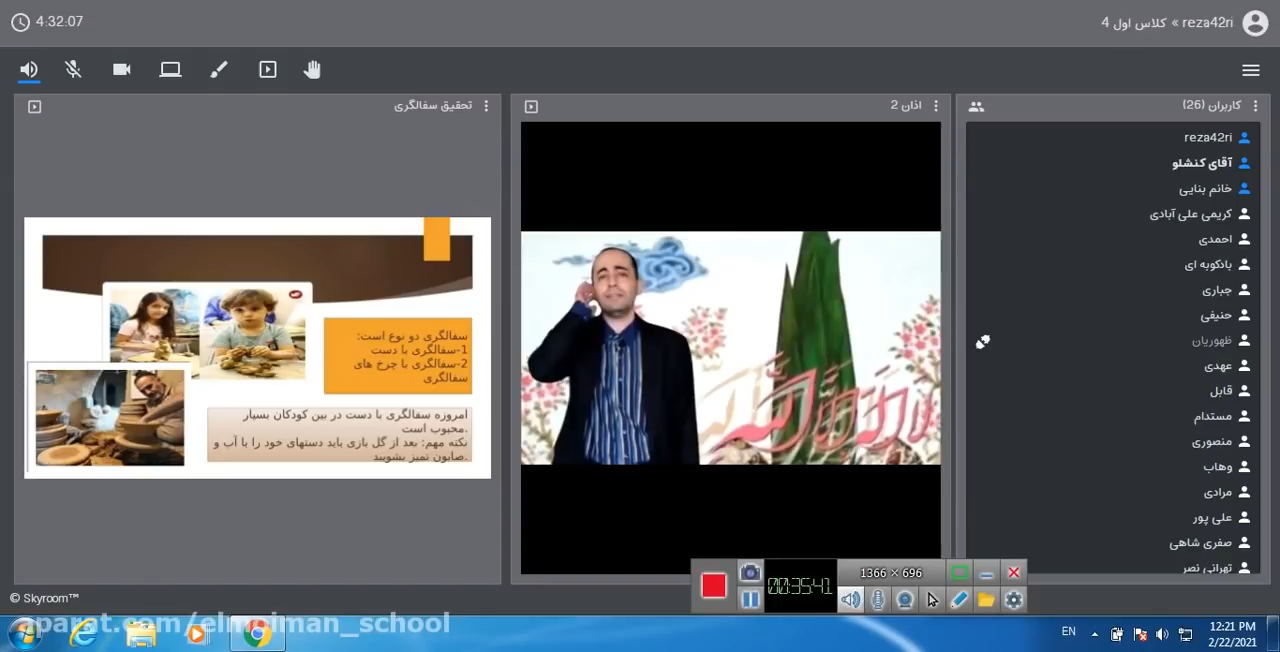 4:32:07
reza42ri » کلاس اول 4
تحقیق سفالگری
سفالگری دو نوع است:
1-سفالگری با دست
2-سفالگری با چرخ های
سفالگری
امروزه سفالگری با دست در بین کودکان بسیار
محبوب است.
نکته مهم: بعد از گل بازی باید دستهای خود را با آب و
صابون تمیز بشویید.
اذان 2
کاربران (26)
reza42ri
آقای کنشلو
خانم بنایی
کریمی علی آبادی
احمدی
بادکوبه ای
جباری
حنیفی
ظهوریان
عهدی
قابل
مستدام
منصوری
وهاب
مرادی
علی پور
صفری شاهی
تهرانی نصر
1366 × 696
00:35:41
© Skyroom™
aparat.com/elmoiman_school
EN
12:21 PM
2/22/2021